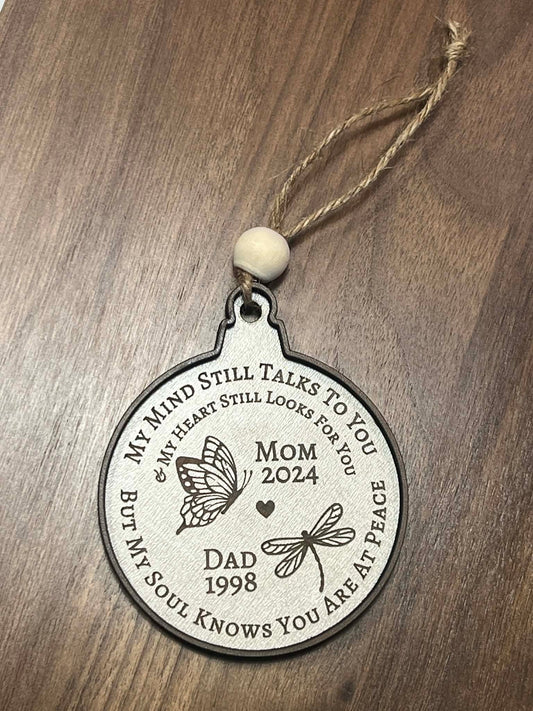 My Mind Still Talks To You
& My Heart Still Looks For You
Mom
2024
Dad
1998
But My Soul Knows You Are At Peace